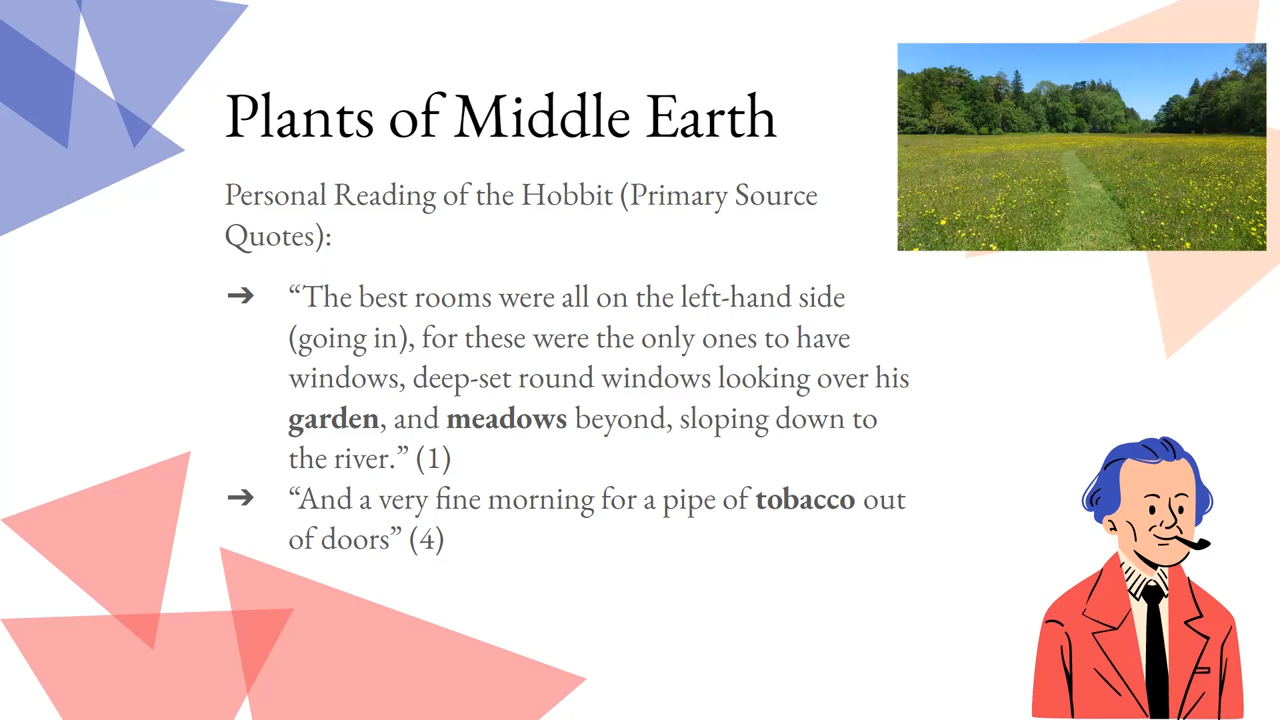 Plants of Middle Earth
Personal Reading of the Hobbit (Primary Source
Quotes):
➔ “The best rooms were all on the left-hand side
(going in), for these were the only ones to have
windows, deep-set round windows looking over his
garden, and meadows beyond, sloping down to
the river.” (1)
➔ “And a very fine morning for a pipe of tobacco out
of doors” (4)